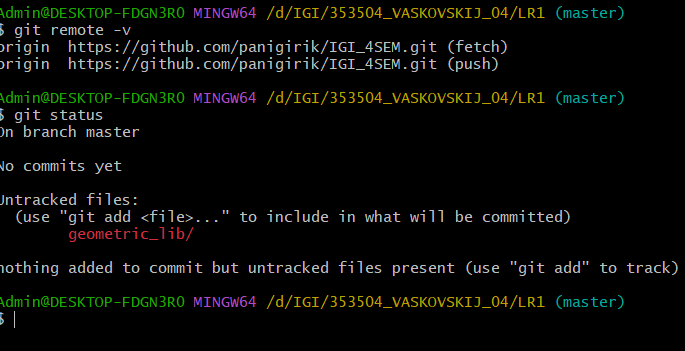 Admin@DESKTOP-FDGN3R0 MINGW64 /d/IGI/353504_VASKOVSKIJ_04/LR1 (master)
$ git remote -v
origin  https://github.com/panigirik/IGI_4SEM.git (fetch)
origin  https://github.com/panigirik/IGI_4SEM.git (push)
Admin@DESKTOP-FDGN3R0 MINGW64 /d/IGI/353504_VASKOVSKIJ_04/LR1 (master)
$ git status
On branch master
No commits yet
Untracked files:
  (use "git add <file>..." to include in what will be committed)
        geometric_lib/
nothing added to commit but untracked files present (use "git add" to track)
Admin@DESKTOP-FDGN3R0 MINGW64 /d/IGI/353504_VASKOVSKIJ_04/LR1 (master)
$